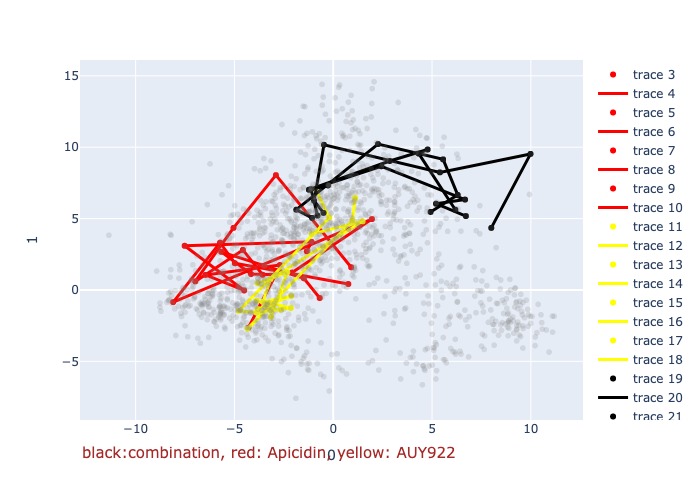 15
10
5
0
−5
1
−10
−5
0
5
10
0
black:combination, red: Apicidin, yellow: AUY922
trace 3
trace 4
trace 5
trace 6
trace 7
trace 8
trace 9
trace 10
trace 11
trace 12
trace 13
trace 14
trace 15
trace 16
trace 17
trace 18
trace 19
trace 20
trace 21